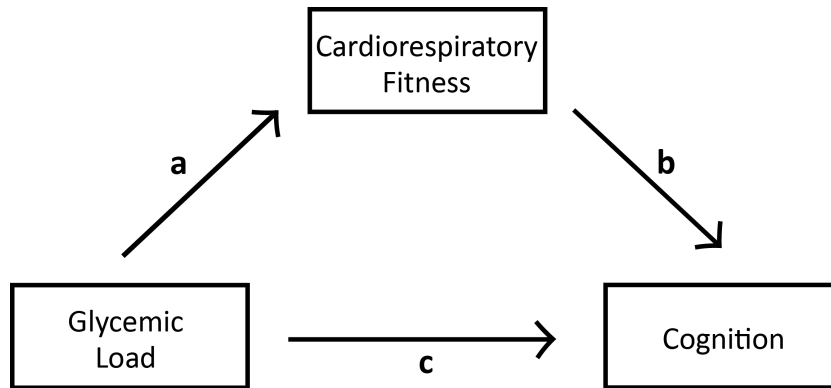 Cardiorespiratory
Fitness
a
b
Glycemic
Load
c
Cognition